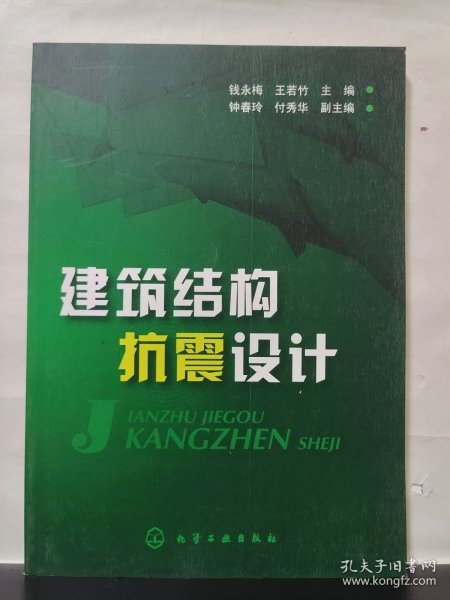 钱永梅 王若竹 主编
钟春玲 付秀华 副主编
建筑结构
抗震设计
JIANZHU JIEGOU
KANGZHEN SHEJI
化学工业出版社
孔夫子旧书网
www.kongfz.com